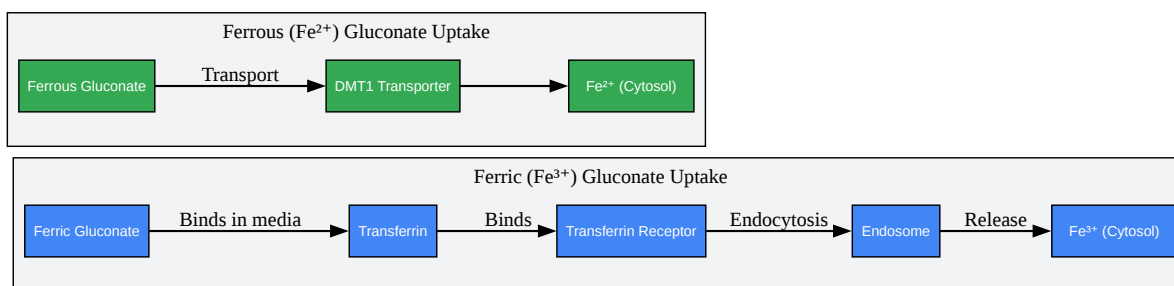 Ferrous (Fe²⁺) Gluconate Uptake
Ferrous Gluconate
Transport
DMT1 Transporter
Fe²⁺ (Cytosol)
Ferric (Fe³⁺) Gluconate Uptake
Ferric Gluconate
Binds in media
Transferrin
Binds
Transferrin Receptor
Endocytosis
Endosome
Release
Fe³⁺ (Cytosol)